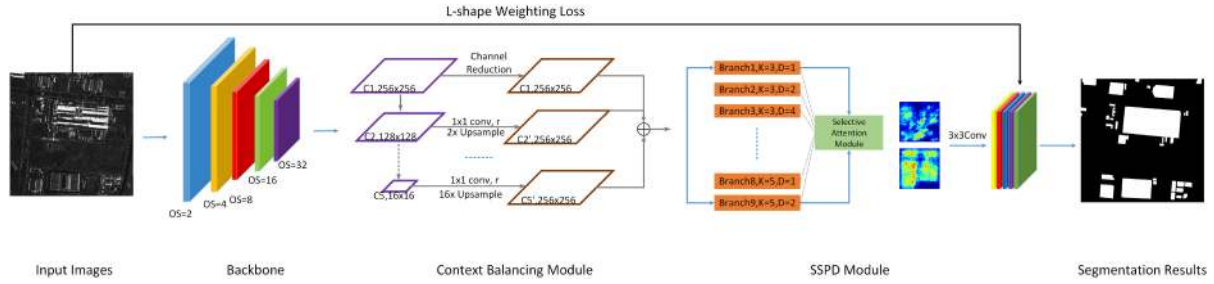 L-shape Weighting Loss
OS=2
OS=4
OS=8
OS=16
OS=32
C1,256x256
Channel
Reduction
C1,256x256
C2,128x128
1x1 conv, r
2x Upsample
C2',256x256
C5,16x16
1x1 conv, r
16x Upsample
C5',256x256
Branch1,K=3,D=1
Branch2,K=3,D=2
Branch3,K=3,D=4
Branch8,K=5,D=1
Branch9,K=5,D=2
Selective
Attention
Module
3x3Conv
Input Images
Backbone
Context Balancing Module
SSPD Module
Segmentation Results